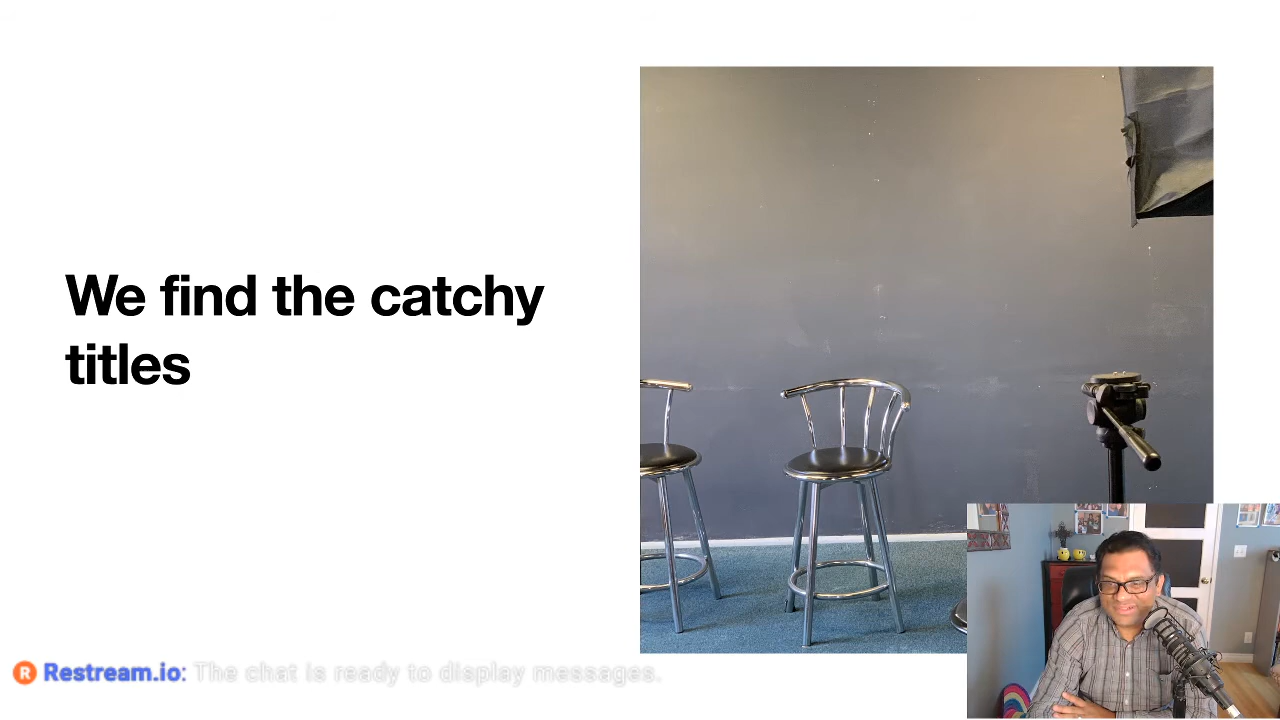 We find the catchy
titles
R Restream.io: The chat is ready to display messages.